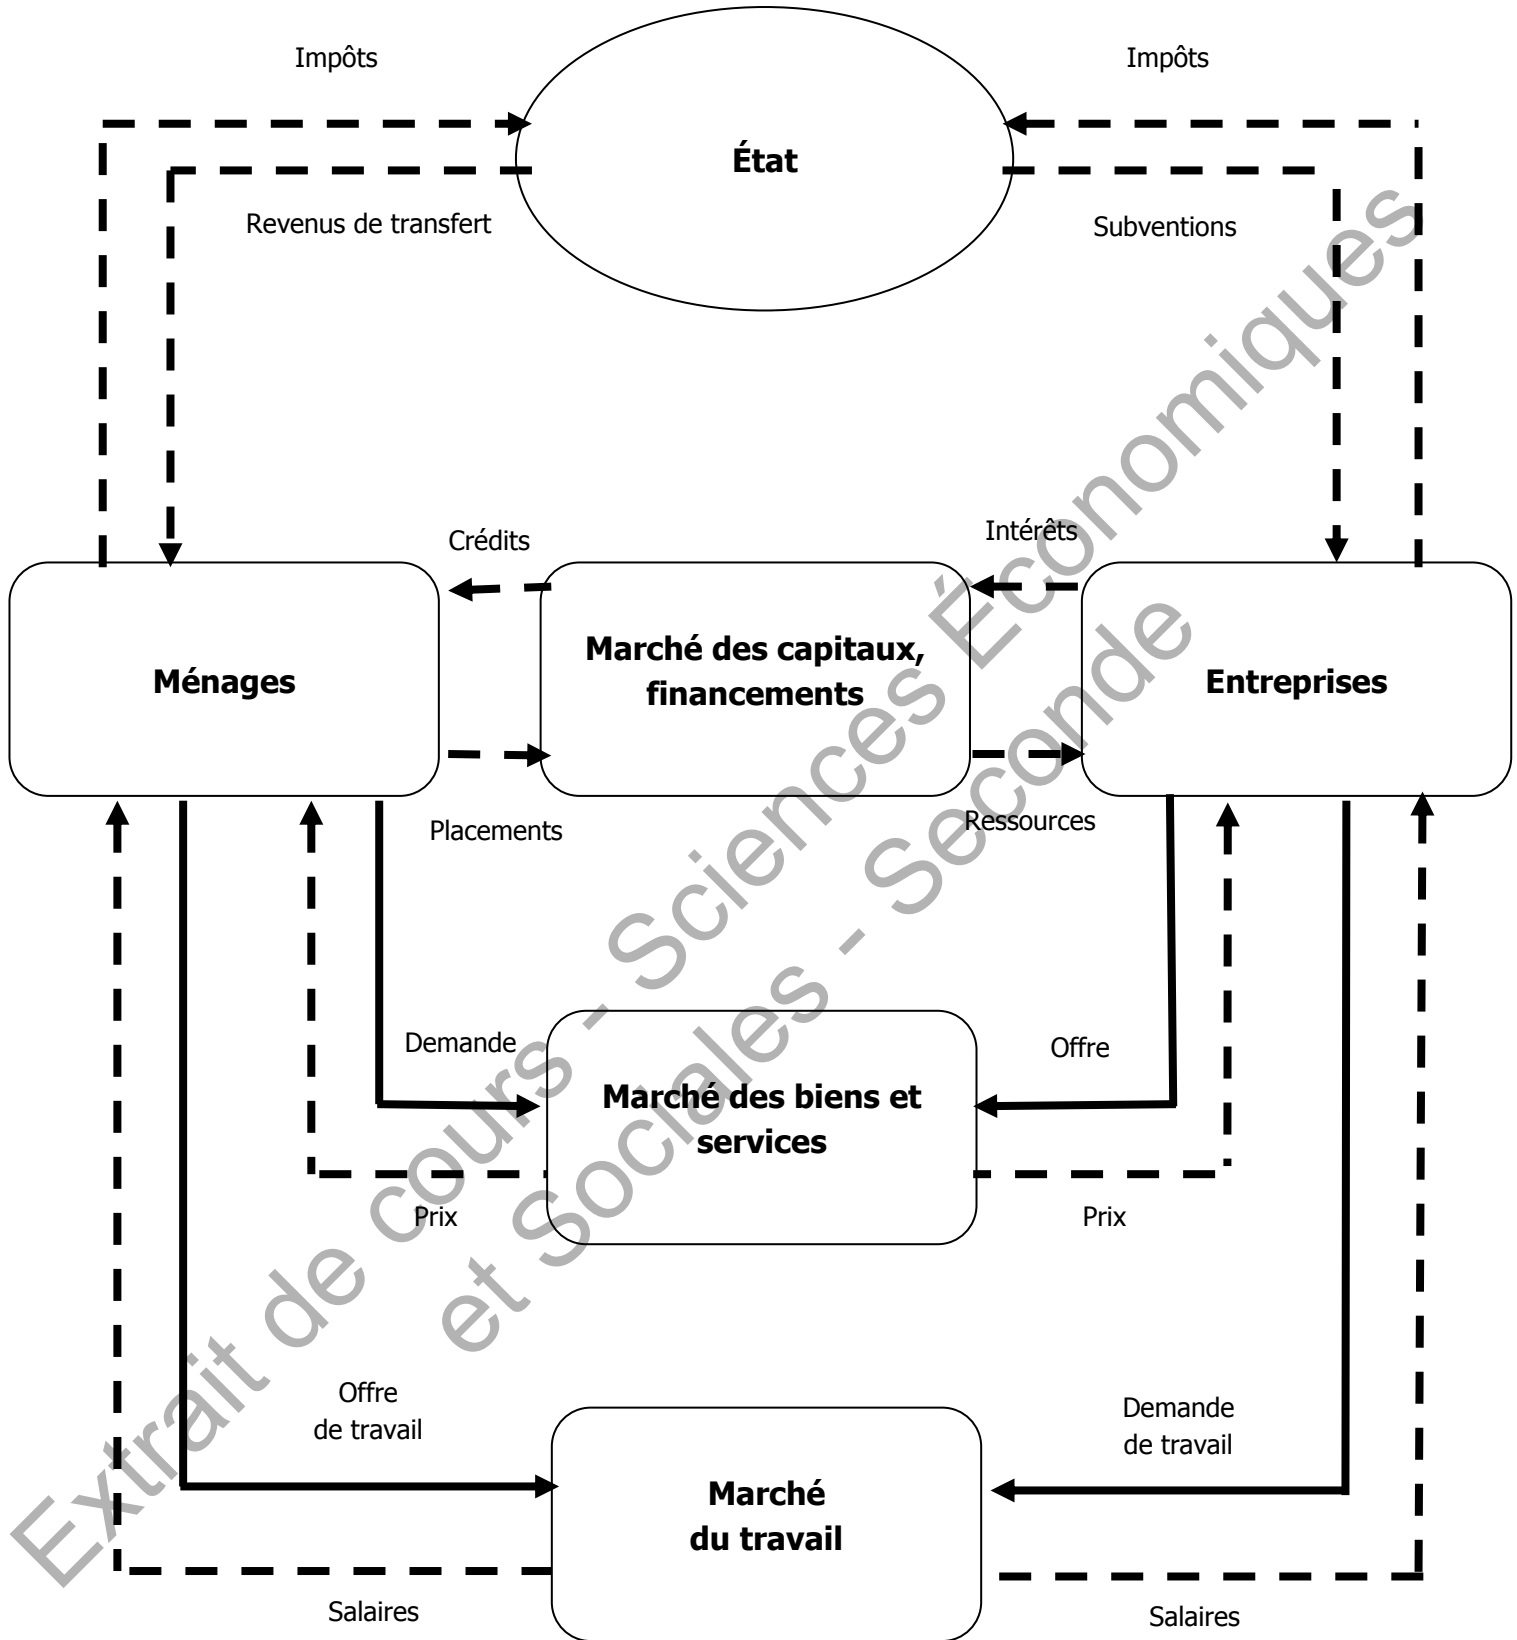 Impôts
Impôts
État
Revenus de transfert
Subventions
Crédits
Intérêts
Ménages
Marché des capitaux,
financements
Entreprises
Placements
Ressources
Demande
Offre
Marché des biens et
services
Prix
Prix
Offre
de travail
Demande
de travail
Marché
du travail
Salaires
Salaires
Extrait de cours - Sciences Économiques
et Sociales - Seconde